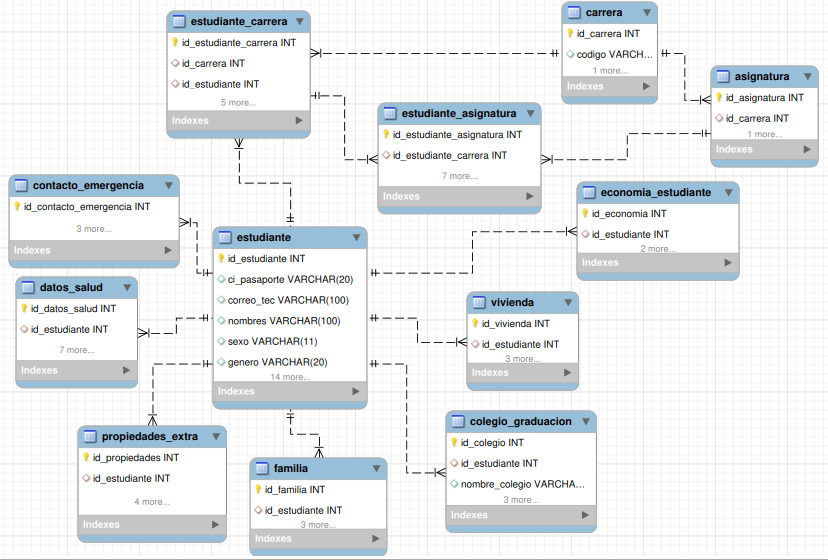 estudiante_carrera
id_estudiante_carrera INT
id_carrera INT
id_estudiante INT
5 more...
Indexes
carrera
id_carrera INT
codigo VARCH...
1 more...
Indexes
asignatura
id_asignatura INT
id_carrera INT
1 more...
Indexes
estudiante_asignatura
id_estudiante_asignatura INT
id_estudiante_carrera INT
7 more...
Indexes
contacto_emergencia
id_contacto_emergencia INT
3 more...
Indexes
economia_estudiante
id_economia INT
id_estudiante INT
2 more...
Indexes
estudiante
id_estudiante INT
ci_pasaporte VARCHAR(20)
correo_tec VARCHAR(100)
nombres VARCHAR(100)
sexo VARCHAR(11)
genero VARCHAR(20)
14 more...
Indexes
datos_salud
id_datos_salud INT
id_estudiante INT
7 more...
Indexes
vivienda
id_vivienda INT
id_estudiante INT
3 more...
Indexes
colegio_graduacion
id_colegio INT
id_estudiante INT
nombre_colegio VARCHA...
3 more...
Indexes
propiedades_extra
id_propiedades INT
id_estudiante INT
4 more...
Indexes
familia
id_familia INT
id_estudiante INT
3 more...
Indexes